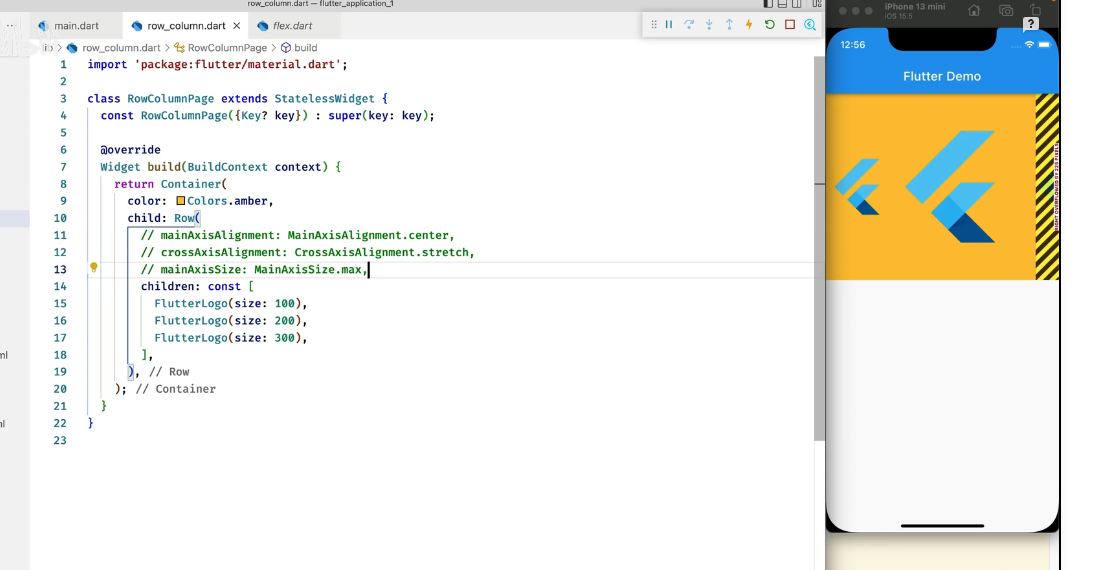 row_column.dart — flutter_application_1
main.dart
row_column.dart ×
flex.dart
lib > row_column.dart > RowColumnPage > build
1 import 'package:flutter/material.dart';
2
3 class RowColumnPage extends StatelessWidget {
4 const RowColumnPage({Key? key}) : super(key: key);
5
6 @override
7 Widget build(BuildContext context) {
8 return Container(
9 color: Colors.amber,
10 child: Row(
11 // mainAxisAlignment: MainAxisAlignment.center,
12 // crossAxisAlignment: CrossAxisAlignment.stretch,
13 // mainAxisSize: MainAxisSize.max,
14 children: const [
15 FlutterLogo(size: 100),
16 FlutterLogo(size: 200),
17 FlutterLogo(size: 300),
18 ],
19 ), // Row
20 ); // Container
21 }
22 }
23
iPhone 13 mini
iOS 15.5
?
12:56
Flutter Demo